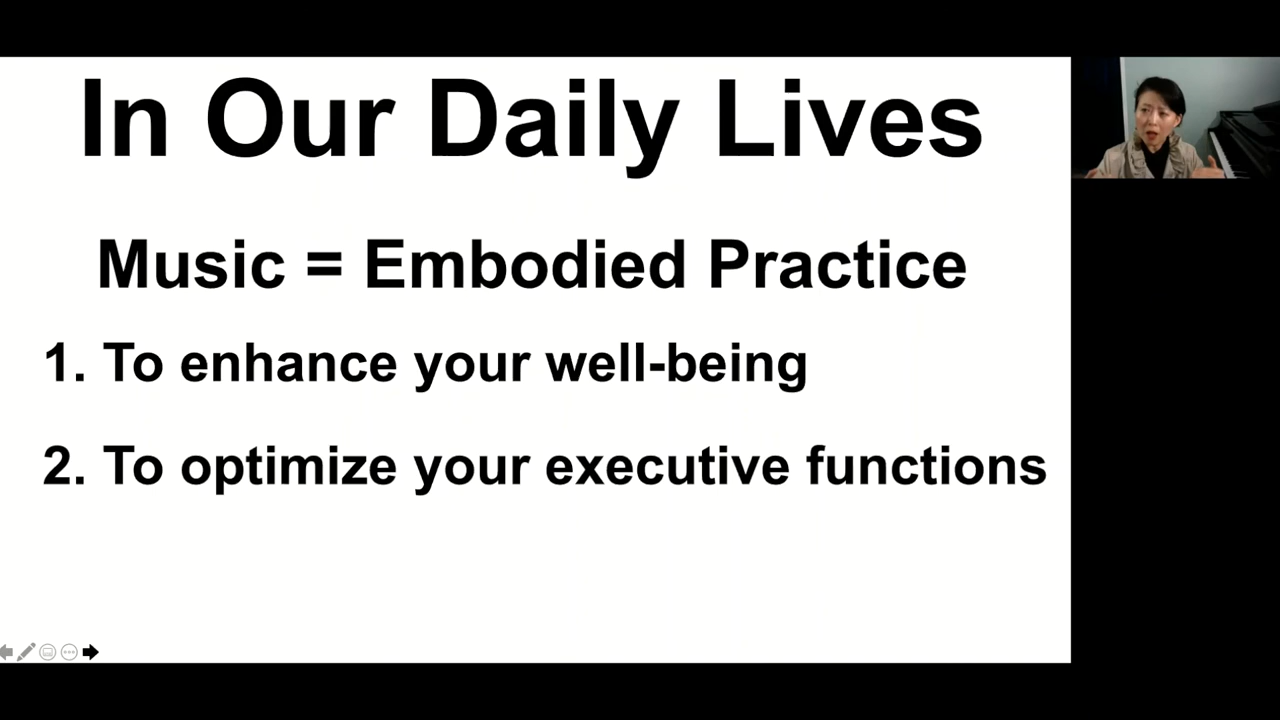 In Our Daily Lives
Music = Embodied Practice
1. To enhance your well-being
2. To optimize your executive functions